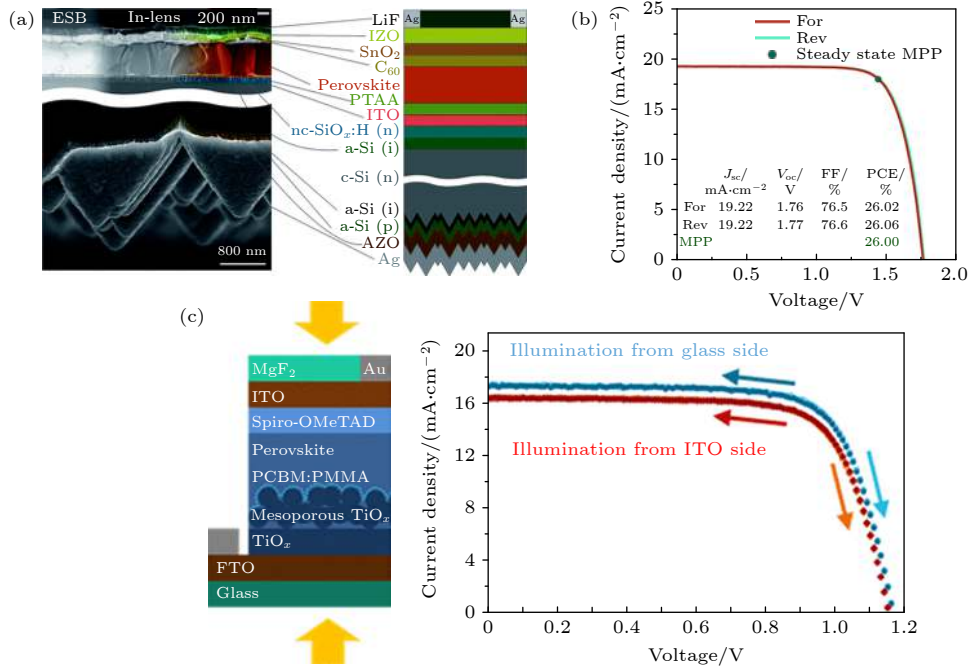 (a)
ESB
In-lens
200 nm
LiF
IZO
SnO₂
C₆₀
Perovskite
PTAA
ITO
nc-SiOₓ:H (n)
a-Si (i)
c-Si (n)
a-Si (i)
a-Si (p)
AZO
Ag
800 nm
Ag
Ag
(b)
Current density/(mA·cm⁻²)
25
20
15
10
5
0
For
Rev
Steady state MPP
J_sc/ V_oc/ FF/ PCE/
mA·cm⁻² V % %
For 19.22 1.76 76.5 26.02
Rev 19.22 1.77 76.6 26.06
MPP 26.00
0 0.5 1.0 1.5 2.0
Voltage/V
(c)
MgF₂
Au
ITO
Spiro-OMeTAD
Perovskite
PCBM:PMMA
Mesoporous TiOₓ
TiOₓ
FTO
Glass
Current density/(mA·cm⁻²)
20
16
12
8
4
0
Illumination from glass side
Illumination from ITO side
0 0.2 0.4 0.6 0.8 1.0 1.2
Voltage/V